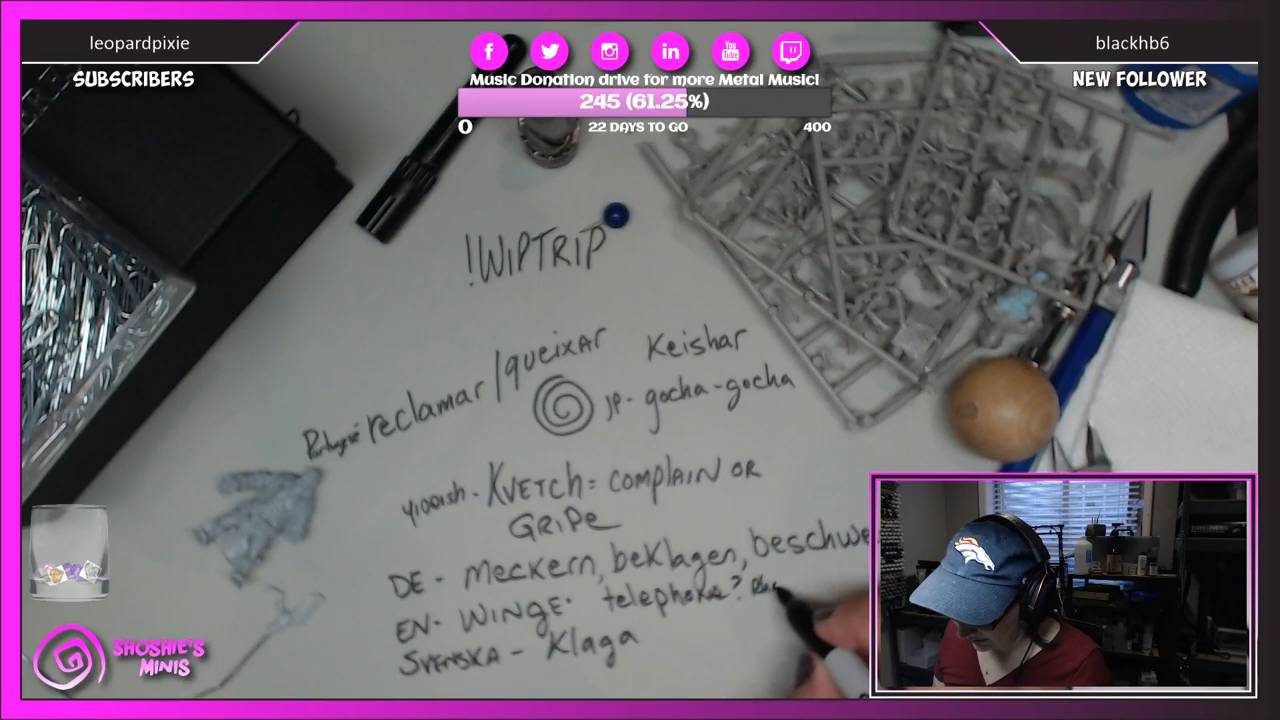 leopardpixie
SUBSCRIBERS
blackhb6
NEW FOLLOWER
Music Donation drive for more Metal Music!
245 (61.25%)
0
22 DAYS TO GO
400
!WIPTRIP
reclamar/queixar Keishar
JP- gocha-gocha
Yiddish - KVETCH = COMPLAIN OR
GRIPE
DE - Meckern, beklagen, beschwe
EN- WINGE.
SVENSKA - Klaga
SHOSHIE'S
MINIS